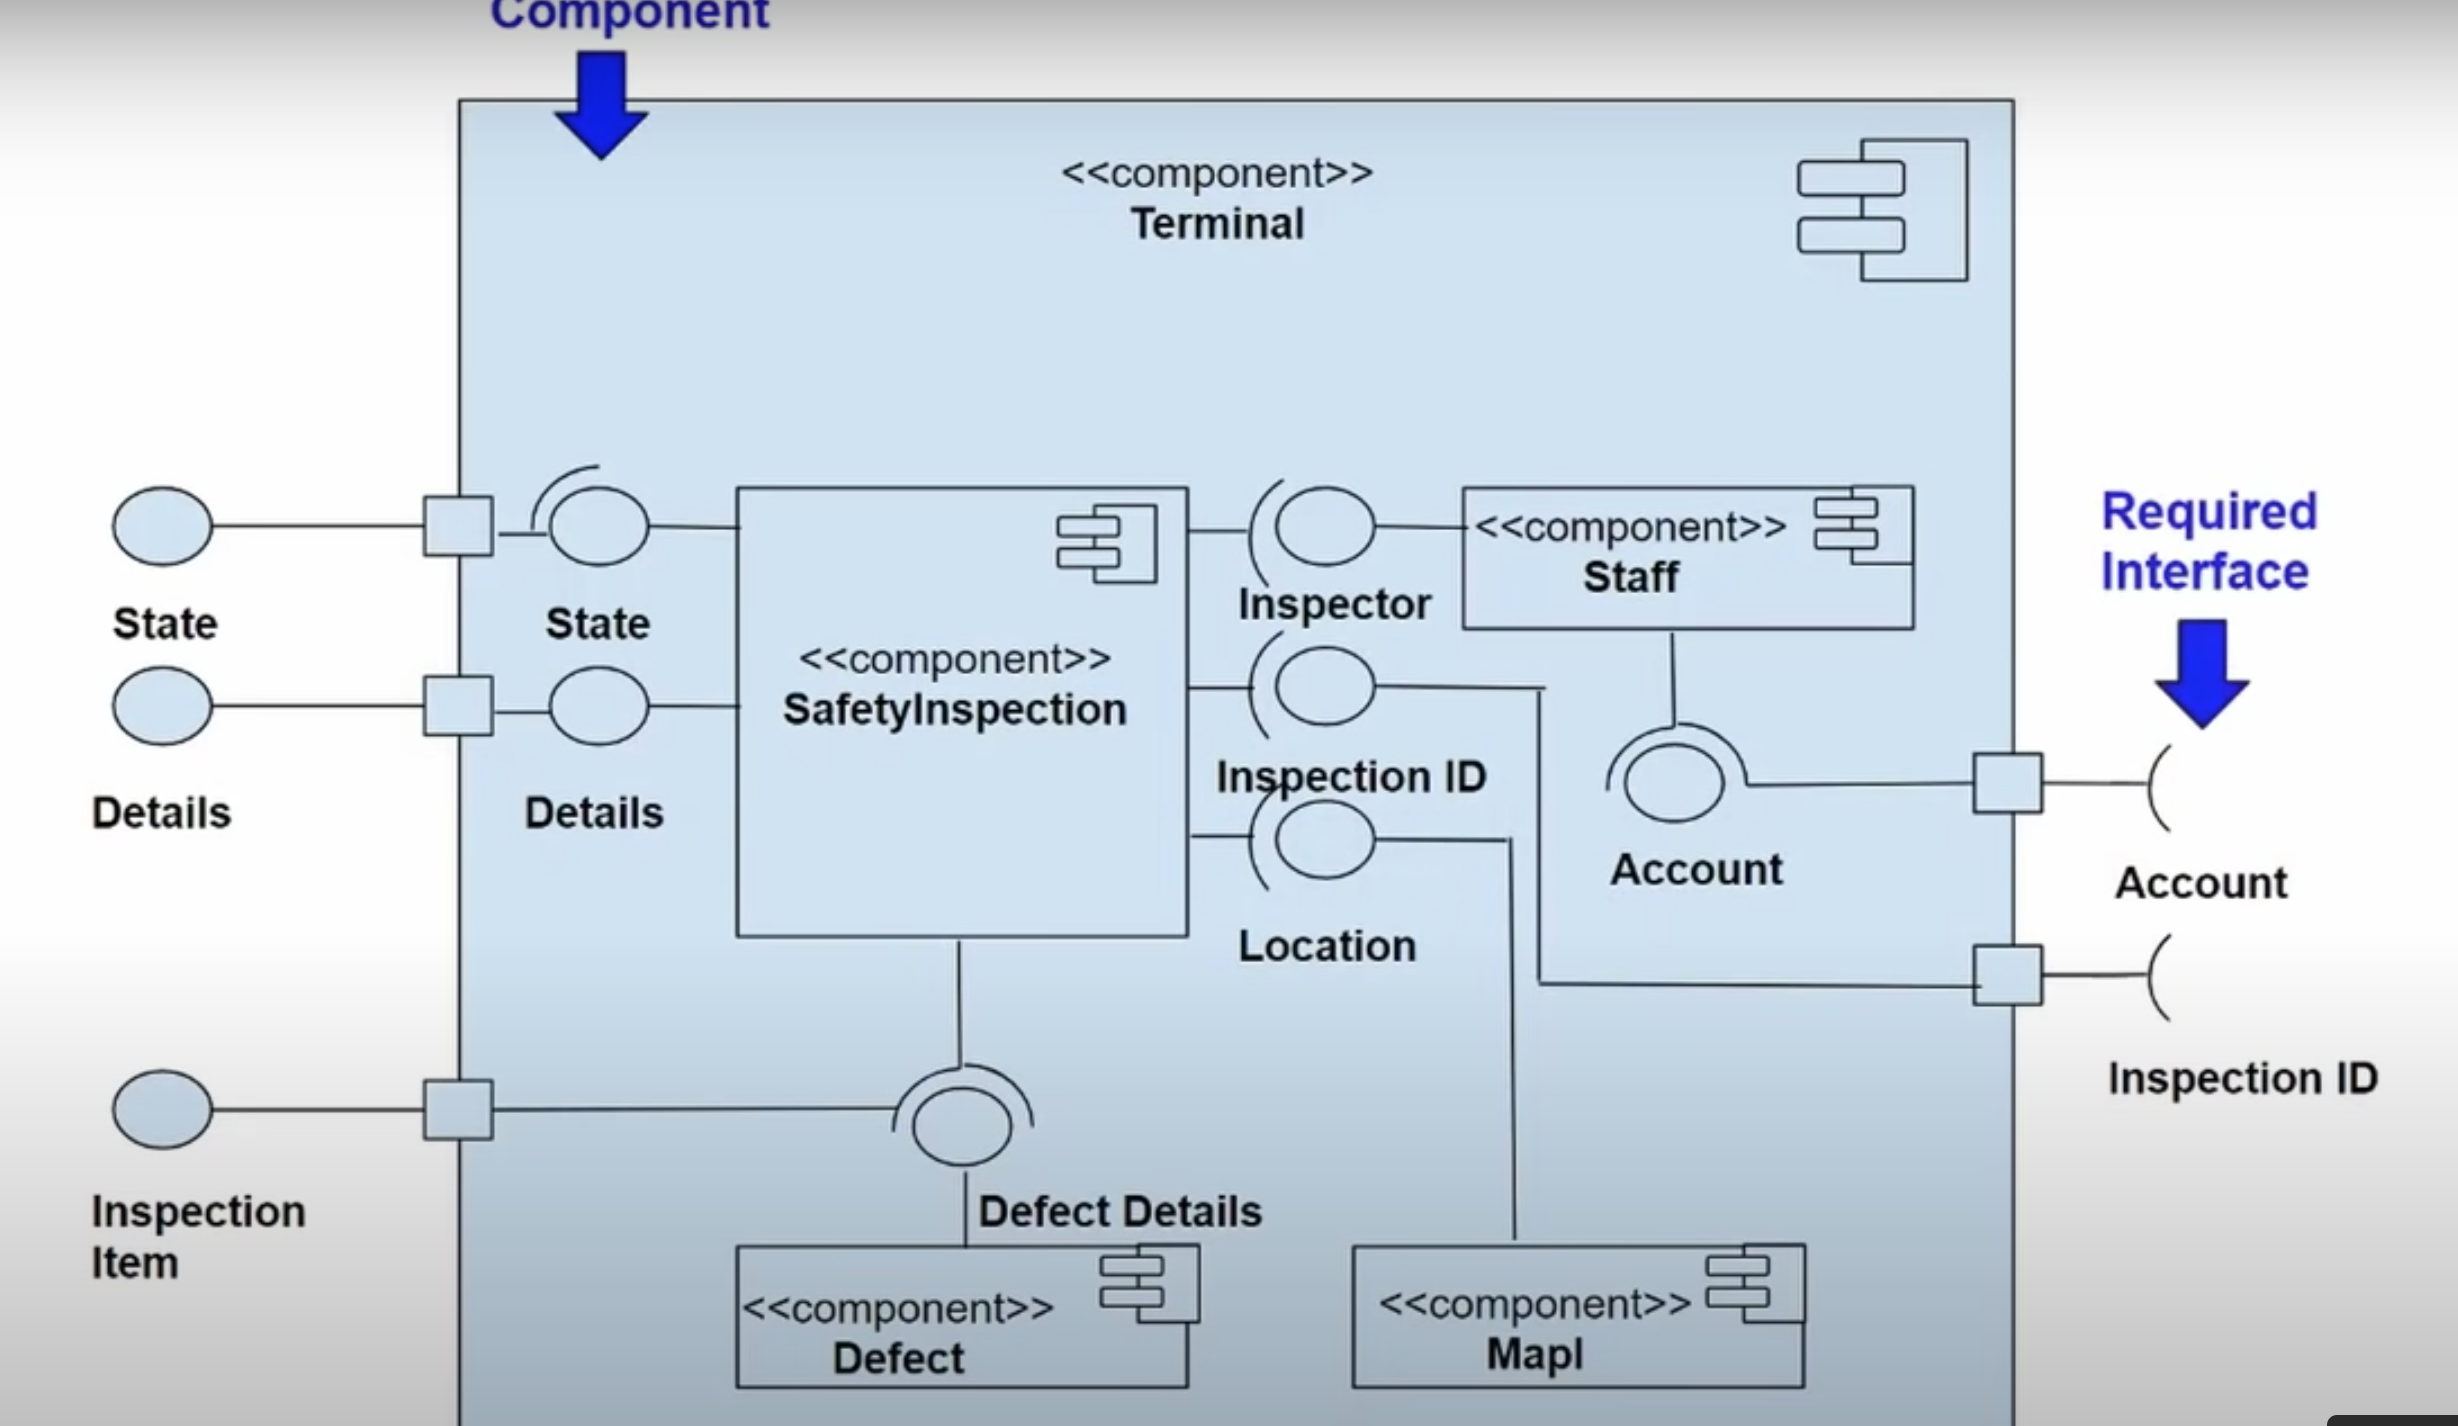 Component
<<component>>
Terminal
Required
Interface
<<component>>
Staff
State
State
Inspector
<<component>>
SafetyInspection
Details
Details
Inspection ID
Account
Account
Location
Inspection ID
Inspection
Item
Defect Details
<<component>>
Defect
<<component>>
MapI